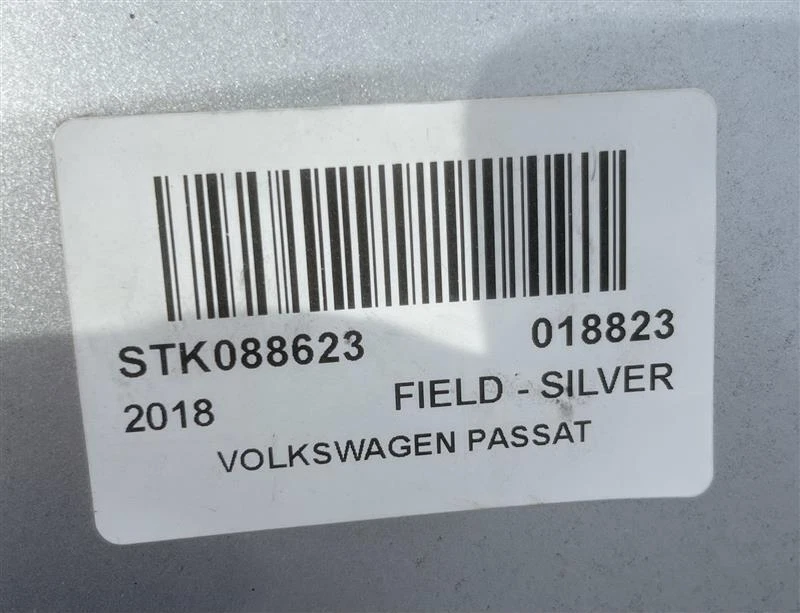 STK088623 018823
2018 FIELD - SILVER
VOLKSWAGEN PASSAT